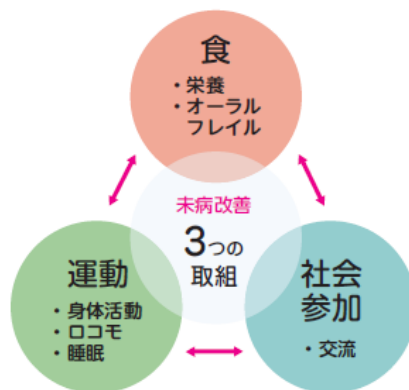 食
・栄養
・オーラル
フレイル
未病改善
3つの
取組
運動
・身体活動
・ロコモ
・睡眠
社会
参加
・交流